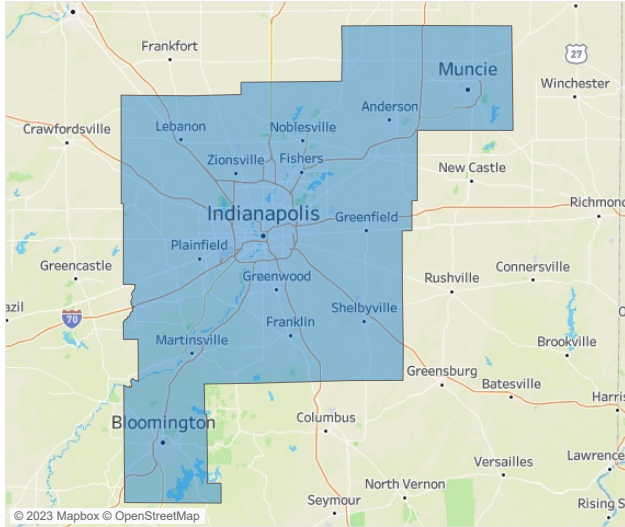 Frankfort
27
Muncie
Winchester
Anderson
Crawfordsville
Lebanon
Noblesville
Zionsville
Fishers
New Castle
Indianapolis
Richmond
Greenfield
Plainfield
Greencastle
Greenwood
Connersville
Rushville
azil
70
Shelbyville
Franklin
Martinsville
Brookville
Greensburg
Batesville
Harris
Bloomington
Columbus
Lawrence
Versailles
North Vernon
Seymour
Rising S
© 2023 Mapbox © OpenStreetMap